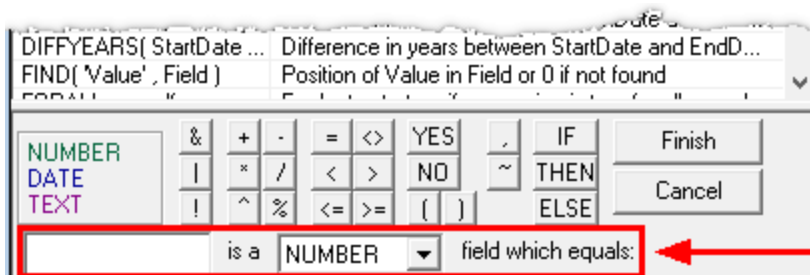 DIFFYEARS( StartDate ... Difference in years between StartDate and EndD...
FIND( 'Value' , Field ) Position of Value in Field or 0 if not found
& + - = <> YES , IF Finish
NUMBER
DATE | * / < > NO ~ THEN Cancel
TEXT ! ^ % <= >= ( ) ELSE
is a NUMBER field which equals: